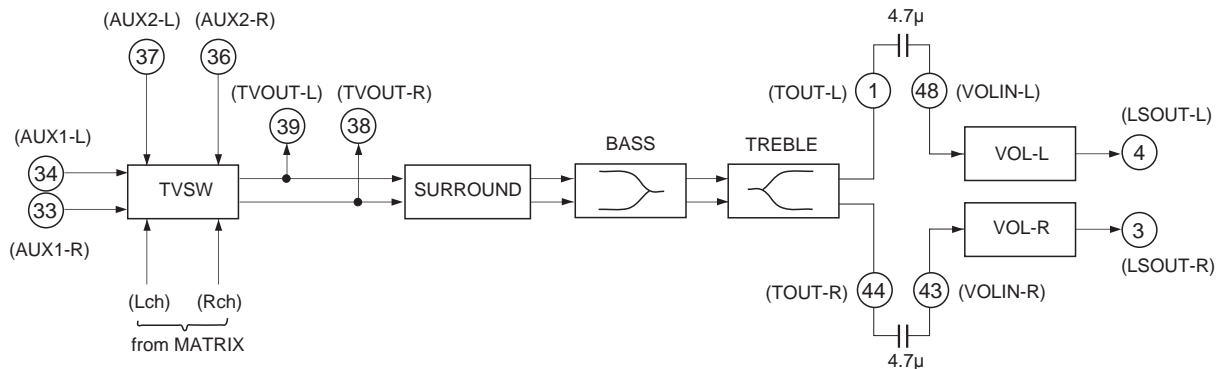 4.7µ
(AUX2-L) (AUX2-R)
37 36
(TVOUT-L) (TVOUT-R)
39 38
(TOUT-L) 1 48 (VOLIN-L)
(LSOUT-L)
(AUX1-L)
34
33
(AUX1-R)
TVSW
SURROUND
BASS
TREBLE
VOL-L
4
VOL-R
3
(LSOUT-R)
(Lch) (Rch)
from MATRIX
(TOUT-R) 44 43 (VOLIN-R)
4.7µ